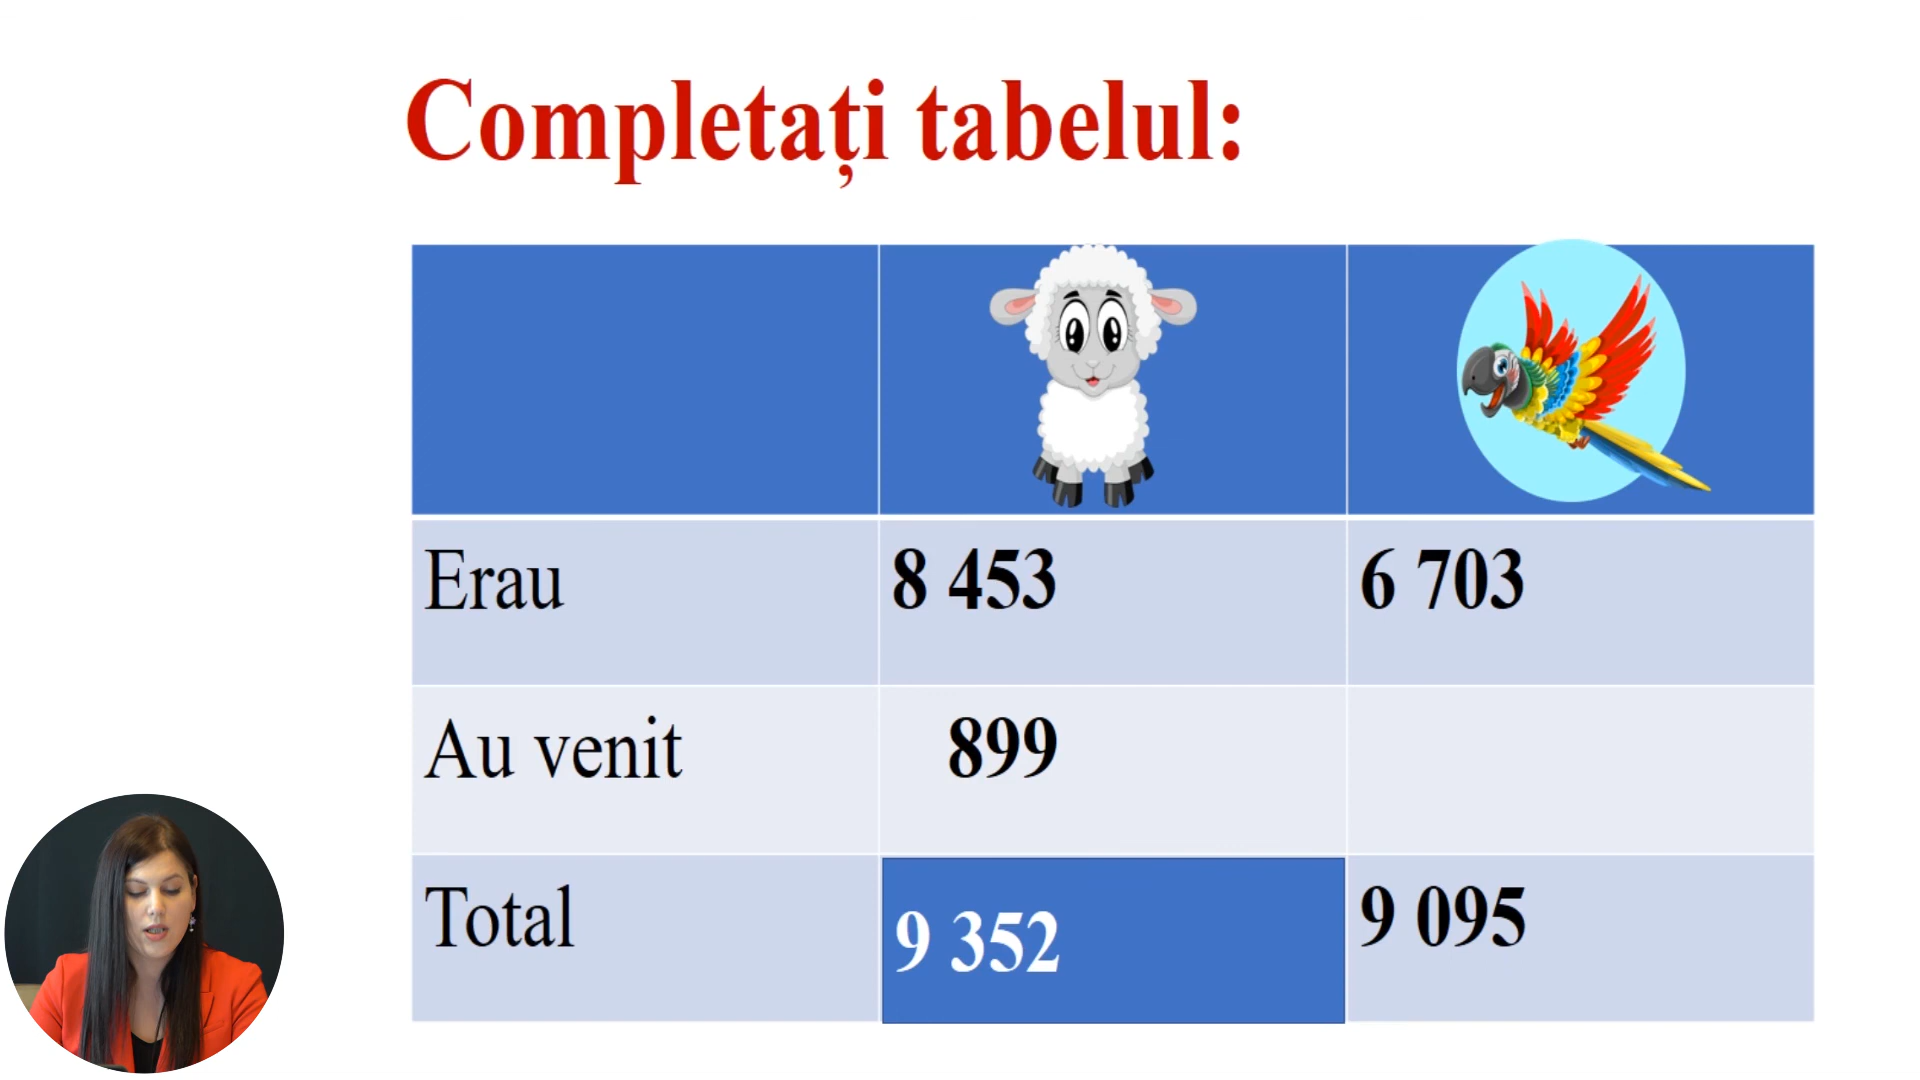 Completați tabelul:
Erau 8 453 6 703
Au venit 899
Total 9 352 9 095